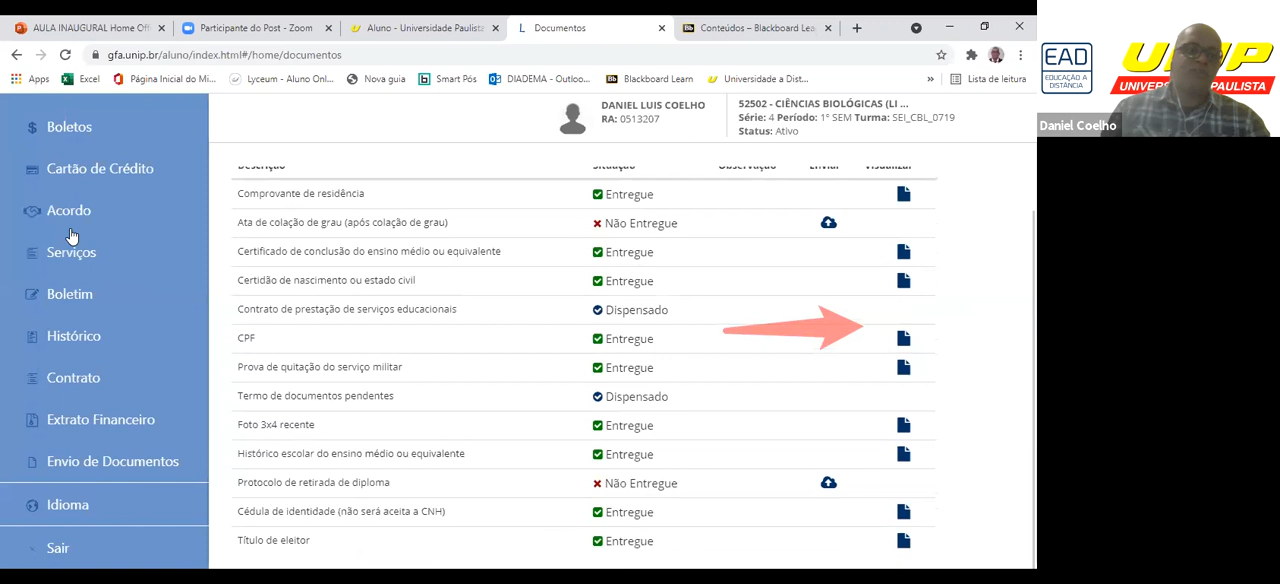 AULA INAUGURAL Home Offi
Participante do Post - Zoom
Aluno - Universidade Paulista
Documentos
Conteúdos – Blackboard Lea
gfa.unip.br/aluno/index.html#/home/documentos
Apps
Excel
Página Inicial do Mi...
Lyceum - Aluno Onl...
Nova guia
Smart Pós
DIADEMA - Outloo...
Blackboard Learn
Universidade a Dist...
»
Lista de leitura
EAD
EDUCAÇÃO A
DISTÂNCIA
UNIP
Daniel Coelho
DANIEL LUIS COELHO
RA: 0513207
52502 - CIÊNCIAS BIOLÓGICAS (LI ...
Série: 4 Período: 1º SEM Turma: SEI_CBL_0719
Status: Ativo
Boletos
Cartão de Crédito
Acordo
Serviços
Boletim
Histórico
Contrato
Extrato Financeiro
Envio de Documentos
Idioma
Sair
Descrição Situação Observação Enviar Visualizar
Comprovante de residência Entregue
Ata de colação de grau (após colação de grau) Não Entregue
Certificado de conclusão do ensino médio ou equivalente Entregue
Certidão de nascimento ou estado civil Entregue
Contrato de prestação de serviços educacionais Dispensado
CPF Entregue
Prova de quitação do serviço militar Entregue
Termo de documentos pendentes Dispensado
Foto 3x4 recente Entregue
Histórico escolar do ensino médio ou equivalente Entregue
Protocolo de retirada de diploma Não Entregue
Cédula de identidade (não será aceita a CNH) Entregue
Título de eleitor Entregue